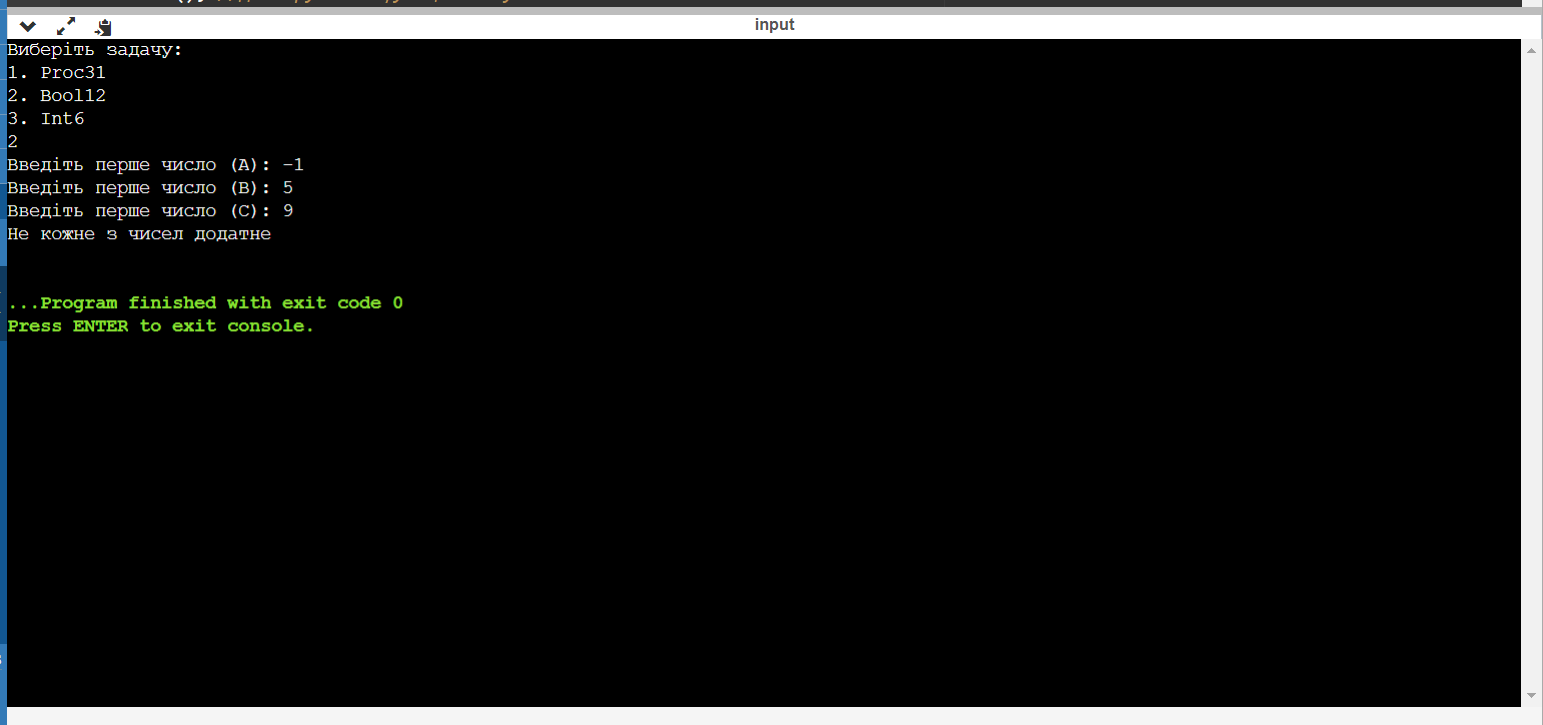 input
Виберіть задачу:
1. Proc31
2. Bool12
3. Int6
2
Введіть перше число (A): -1
Введіть перше число (B): 5
Введіть перше число (C): 9
Не кожне з чисел додатне
...Program finished with exit code 0
Press ENTER to exit console.